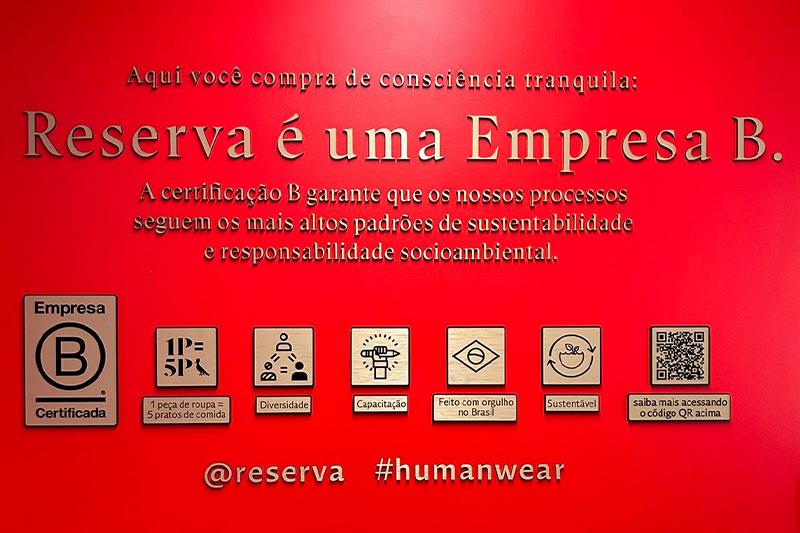 Aqui você compra de consciência tranquila:
Reserva é uma Empresa B.
A certificação B garante que os nossos processos
seguem os mais altos padrões de sustentabilidade
e responsabilidade socioambiental.
Empresa
B
Certificada
1P=
5P
1 peça de roupa =
5 pratos de comida
Diversidade
Capacitação
Feito com orgulho
no Brasil
Sustentável
saiba mais acessando
o código QR acima
@reserva #humanwear